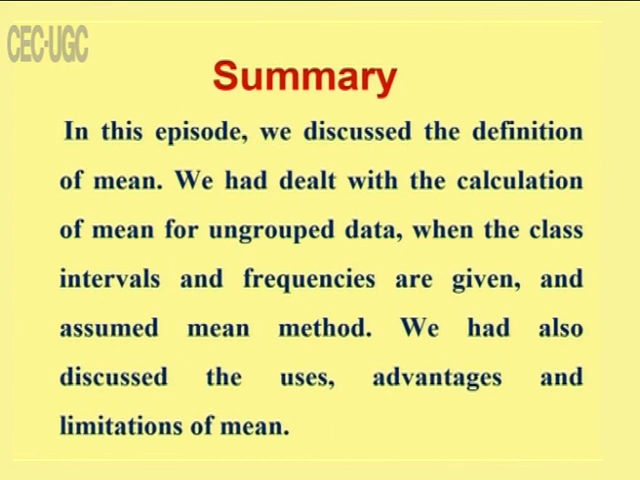 CEC-UGC
Summary
In this episode, we discussed the definition
of mean. We had dealt with the calculation
of mean for ungrouped data, when the class
intervals and frequencies are given, and
assumed mean method. We had also
discussed the uses, advantages and
limitations of mean.